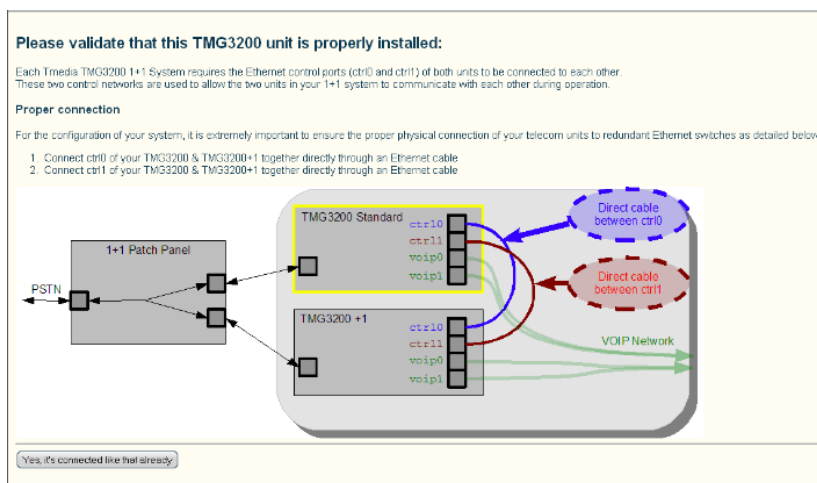 Please validate that this TMG3200 unit is properly installed:
Each Tmedia TMG3200 1+1 System requires the Ethernet control ports (ctrl0 and ctrl1) of both units to be connected to each other.
These two control networks are used to allow the two units in your 1+1 system to communicate with each other during operation.
Proper connection
For the configuration of your system, it is extremely important to ensure the proper physical connection of your telecom units to redundant Ethernet switches as detailed below
1. Connect ctrl0 of your TMG3200 & TMG3200+1 together directly through an Ethernet cable
2. Connect ctrl1 of your TMG3200 & TMG3200+1 together directly through an Ethernet cable
1+1 Patch Panel
PSTN
TMG3200 Standard
ctrl0
ctrl1
voip0
voip1
TMG3200 +1
ctrl0
ctrl1
voip0
voip1
Direct cable
between ctrl0
Direct cable
between ctrl1
VOIP Network
Yes, it's connected like that already